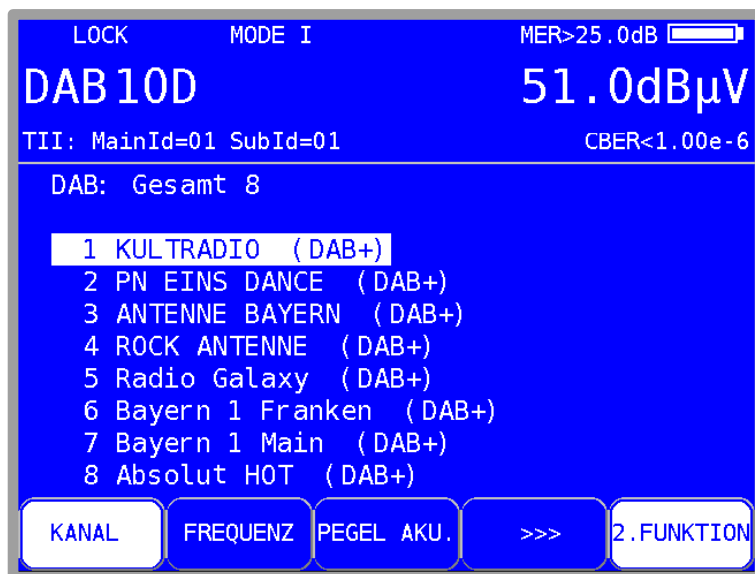 LOCK MODE I MER>25.0dB
DAB10D 51.0dBµV
TII: MainId=01 SubId=01 CBER<1.00e-6
DAB: Gesamt 8
1 KULTRADIO (DAB+)
2 PN EINS DANCE (DAB+)
3 ANTENNE BAYERN (DAB+)
4 ROCK ANTENNE (DAB+)
5 Radio Galaxy (DAB+)
6 Bayern 1 Franken (DAB+)
7 Bayern 1 Main (DAB+)
8 Absolut HOT (DAB+)
KANAL FREQUENZ PEGEL AKU. >>> 2.FUNKTION